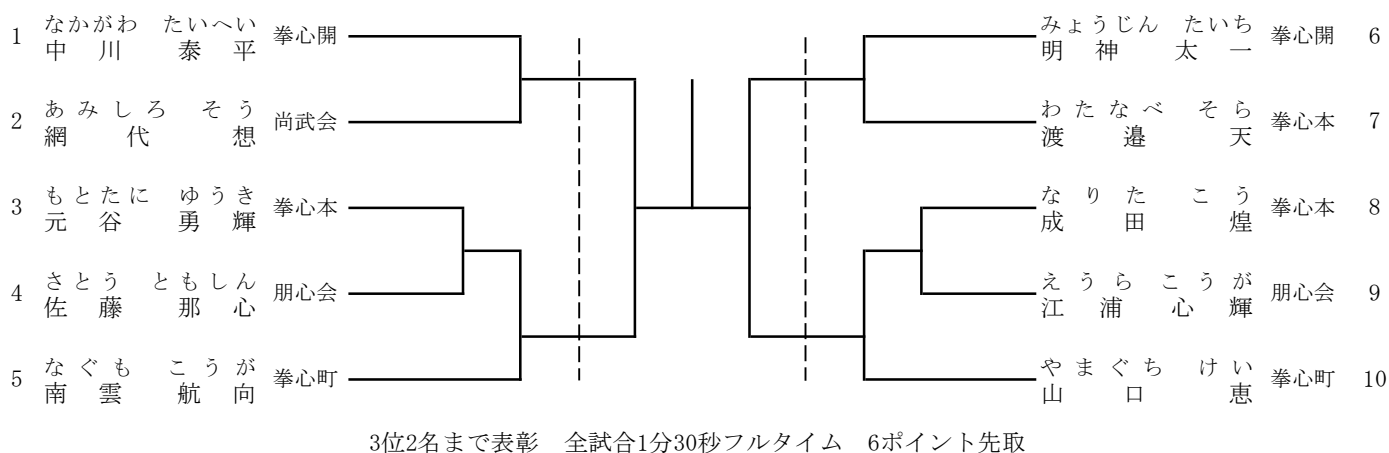 なかがわ たいへい
1 中川 泰平 拳心開
あみしろ そう
2 網代 想 尚武会
もとたに ゆうき
3 元谷 勇輝 拳心本
さとう ともしん
4 佐藤 那心 朋心会
なぐも こうが
5 南雲 航向 拳心町
みょうじん たいち
明神 太一 拳心開 6
わたなべ そら
渡邉 天 拳心本 7
なりた こう
成田 煌 拳心本 8
えうら こうが
江浦 心輝 朋心会 9
やまぐち けい
山口 恵 拳心町 10
3位2名まで表彰 全試合1分30秒フルタイム 6ポイント先取